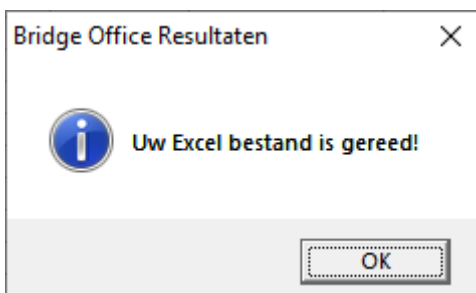 Bridge Office Resultaten
Uw Excel bestand is gereed!
OK